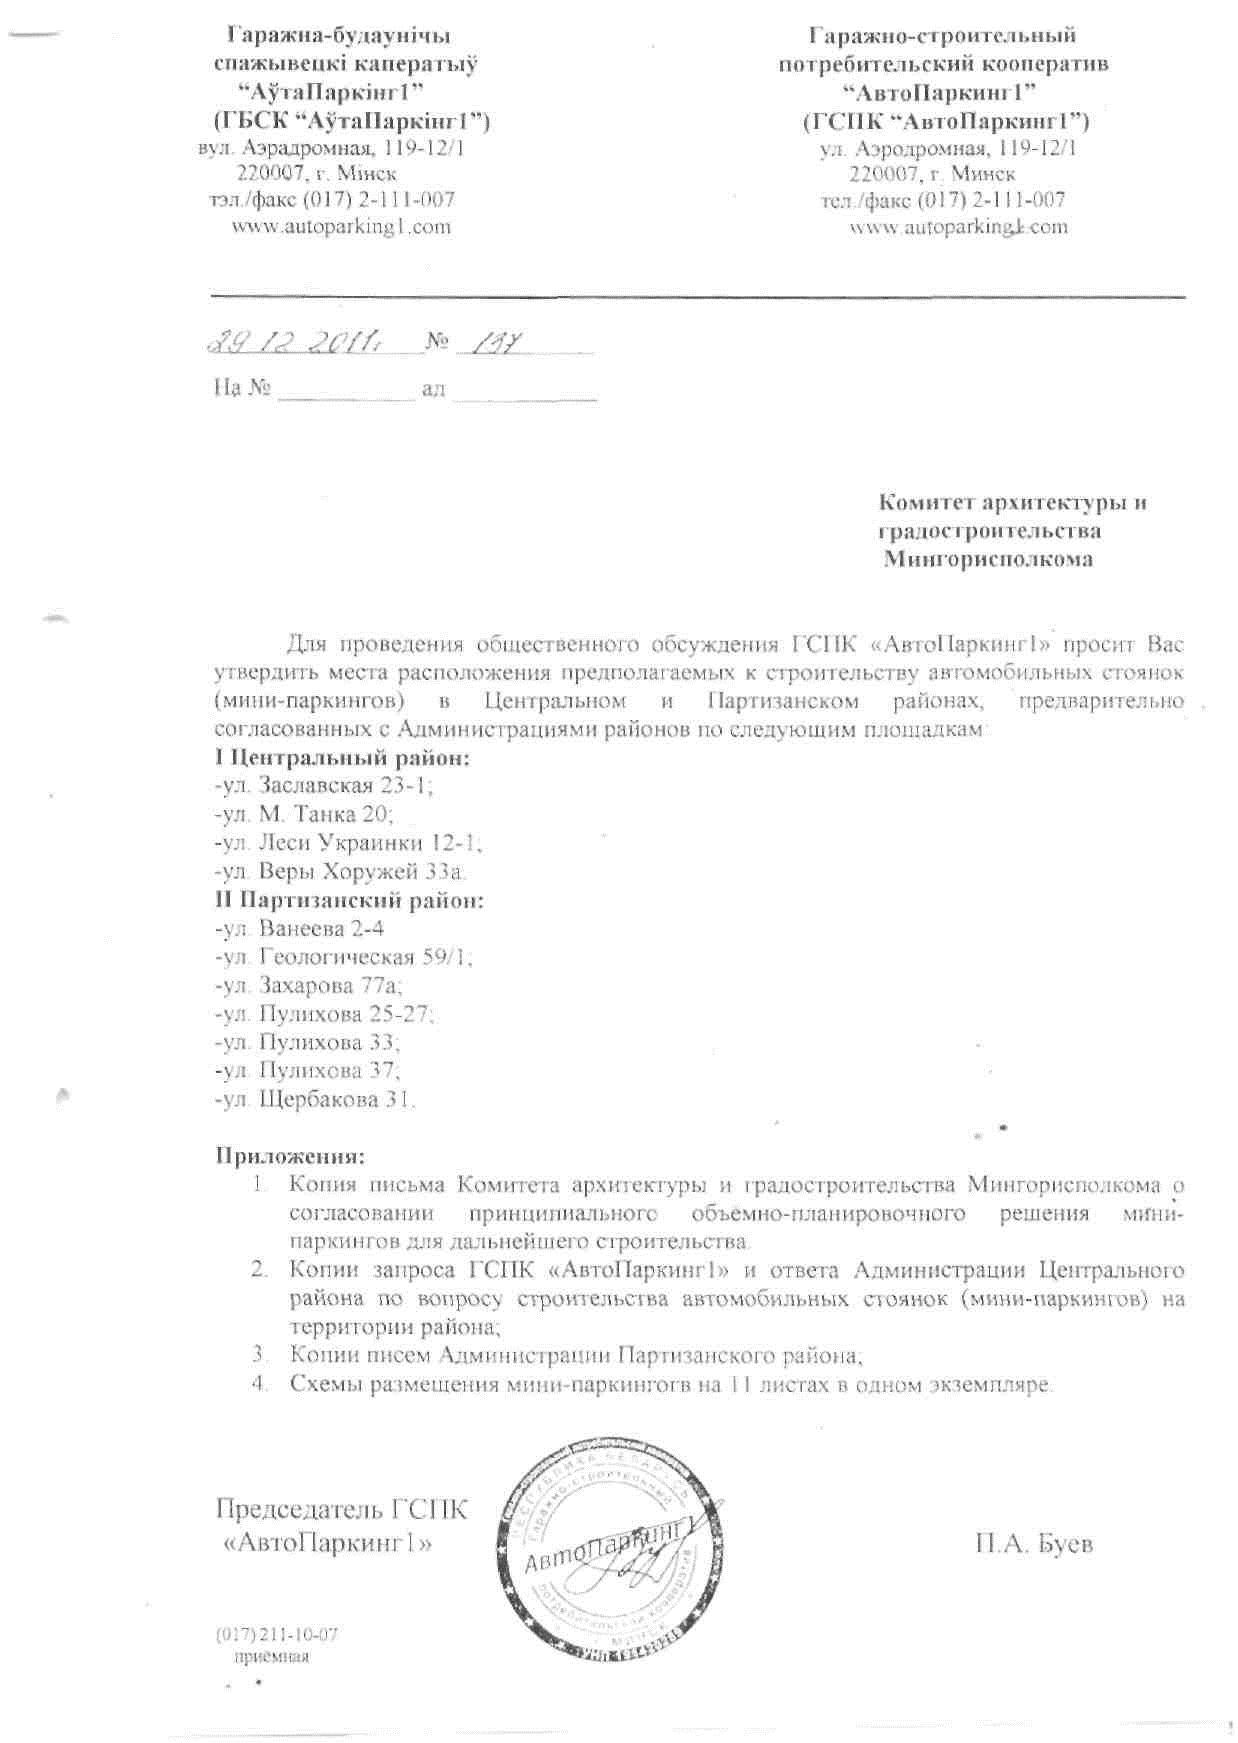 Гаражна-будаўнічы
спажывецкі каператыў
“АўтаПаркінг1”
(ГБСК “АўтаПаркінг1”)
вул. Аэрадромная, 119-12/1
220007, г. Мінск
тэл./факс (017) 2-111-007
www.autoparking1.com
Гаражно-строительный
потребительский кооператив
“АвтоПаркинг1”
(ГСПК “АвтоПаркинг1”)
ул. Аэродромная, 119-12/1
220007, г. Минск
тел./факс (017) 2-111-007
www.autoparking1.com
29 12 2011г № 137
На № ад
Комитет архитектуры и
градостроительства
Мингорисполкома
Для проведения общественного обсуждения ГСПК «АвтоПаркинг1» просит Вас
утвердить места расположения предполагаемых к строительству автомобильных стоянок
(мини-паркингов) в Центральном и Партизанском районах, предварительно
согласованных с Администрациями районов по следующим площадкам:
I Центральный район:
-ул. Заславская 23-1;
-ул. М. Танка 20;
-ул. Леси Украинки 12-1;
-ул. Веры Хоружей 33а.
II Партизанский район:
-ул. Ванеева 2-4
-ул. Геологическая 59/1;
-ул. Захарова 77а;
-ул. Пулихова 25-27;
-ул. Пулихова 33;
-ул. Пулихова 37;
-ул. Щербакова 31.
Приложения:
1. Копия письма Комитета архитектуры и градостроительства Мингорисполкома о
согласовании принципиального объемно-планировочного решения мини-
паркингов для дальнейшего строительства.
2. Копии запроса ГСПК «АвтоПаркинг1» и ответа Администрации Центрального
района по вопросу строительства автомобильных стоянок (мини-паркингов) на
территории района;
3. Копии писем Администрации Партизанского района;
4. Схемы размещения мини-паркингогв на 11 листах в одном экземпляре.
Председатель ГСПК
«АвтоПаркинг1»
РЕСПУБЛИКА БЕЛАРУСЬ
Гаражно-строительный
АвтоПаркинг1
потребительский кооператив
МИНСК
П.А. Буев
(017) 211-10-07
приёмная